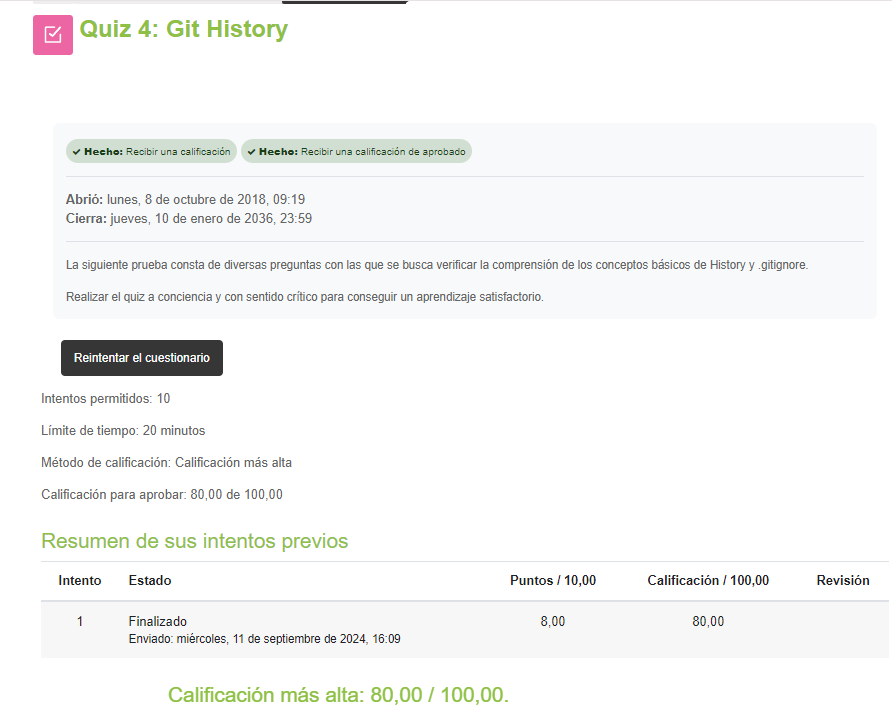 Quiz 4: Git History
Hecho: Recibir una calificación Hecho: Recibir una calificación de aprobado
Abrió: lunes, 8 de octubre de 2018, 09:19
Cierra: jueves, 10 de enero de 2036, 23:59
La siguiente prueba consta de diversas preguntas con las que se busca verificar la comprensión de los conceptos básicos de History y .gitignore.
Realizar el quiz a conciencia y con sentido crítico para conseguir un aprendizaje satisfactorio.
Reintentar el cuestionario
Intentos permitidos: 10
Límite de tiempo: 20 minutos
Método de calificación: Calificación más alta
Calificación para aprobar: 80,00 de 100,00
Resumen de sus intentos previos
Intento Estado Puntos / 10,00 Calificación / 100,00 Revisión
1 Finalizado 8,00 80,00
Enviado: miércoles, 11 de septiembre de 2024, 16:09
Calificación más alta: 80,00 / 100,00.